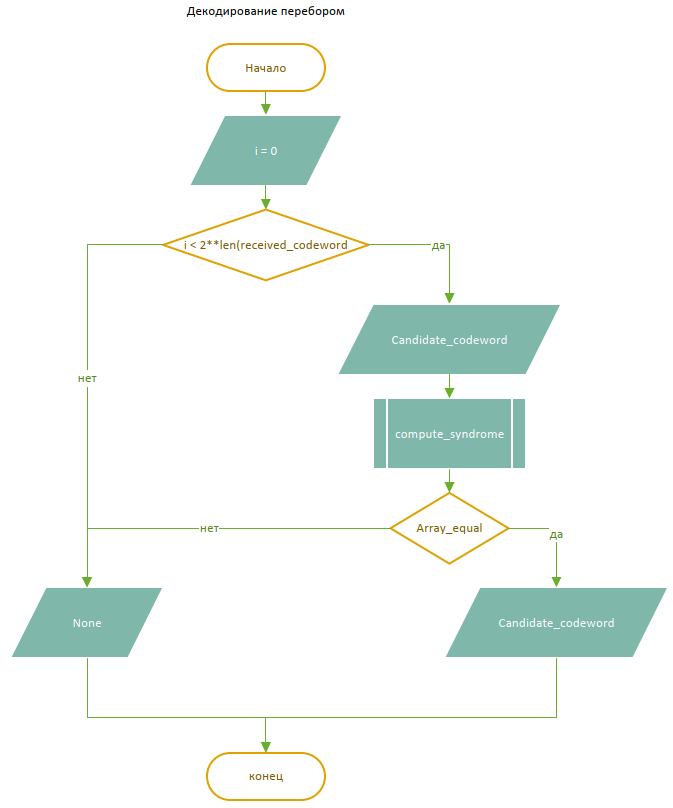 Декодирование перебором
Начало
i = 0
i < 2**len(received_codeword
да
Candidate_codeword
нет
compute_syndrome
Array_equal
нет
да
None
Candidate_codeword
конец